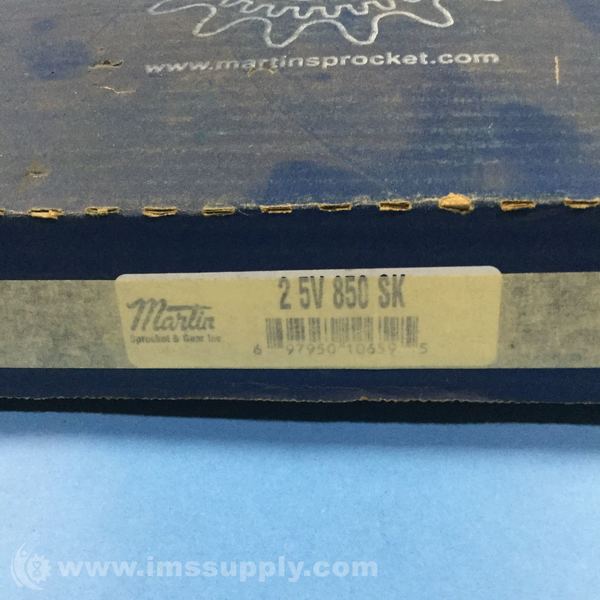 www.martinsprocket.com
2 5V 850 SK
Martin
Sprocket & Gear Inc
6 97950 10659 5
www.imssupply.com